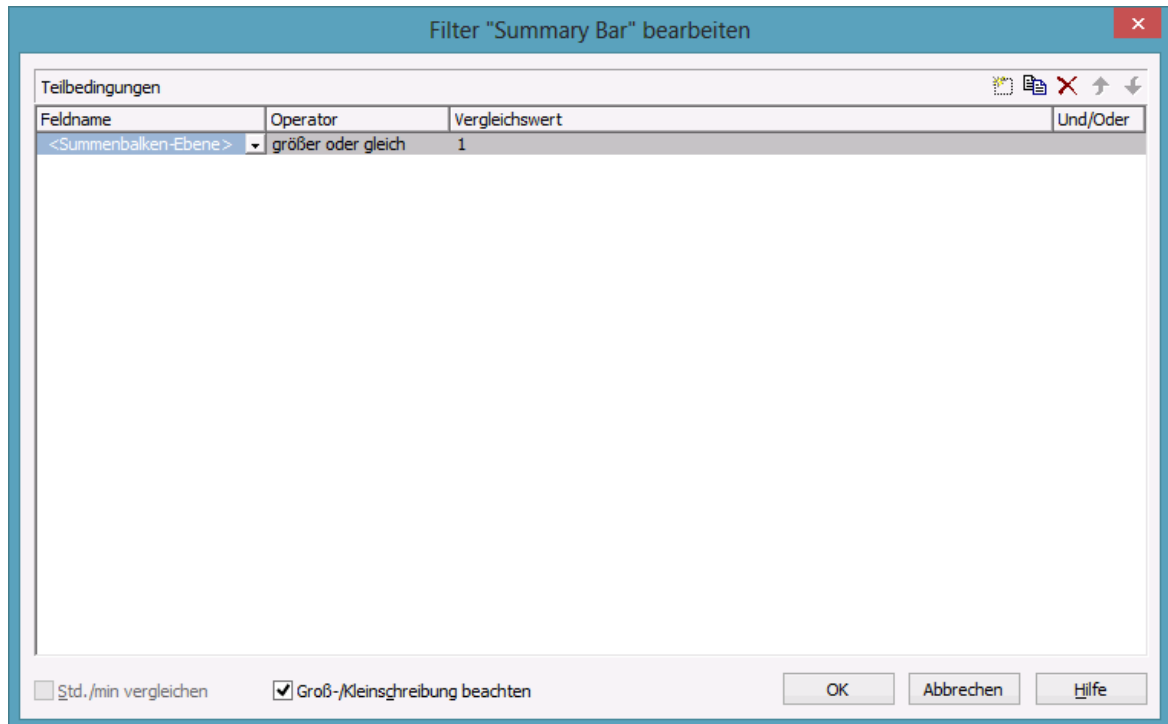 Filter "Summary Bar" bearbeiten
Teilbedingungen
Feldname Operator Vergleichswert Und/Oder
<Summenbalken-Ebene> größer oder gleich 1
Std./min vergleichen Groß-/Kleinschreibung beachten OK Abbrechen Hilfe